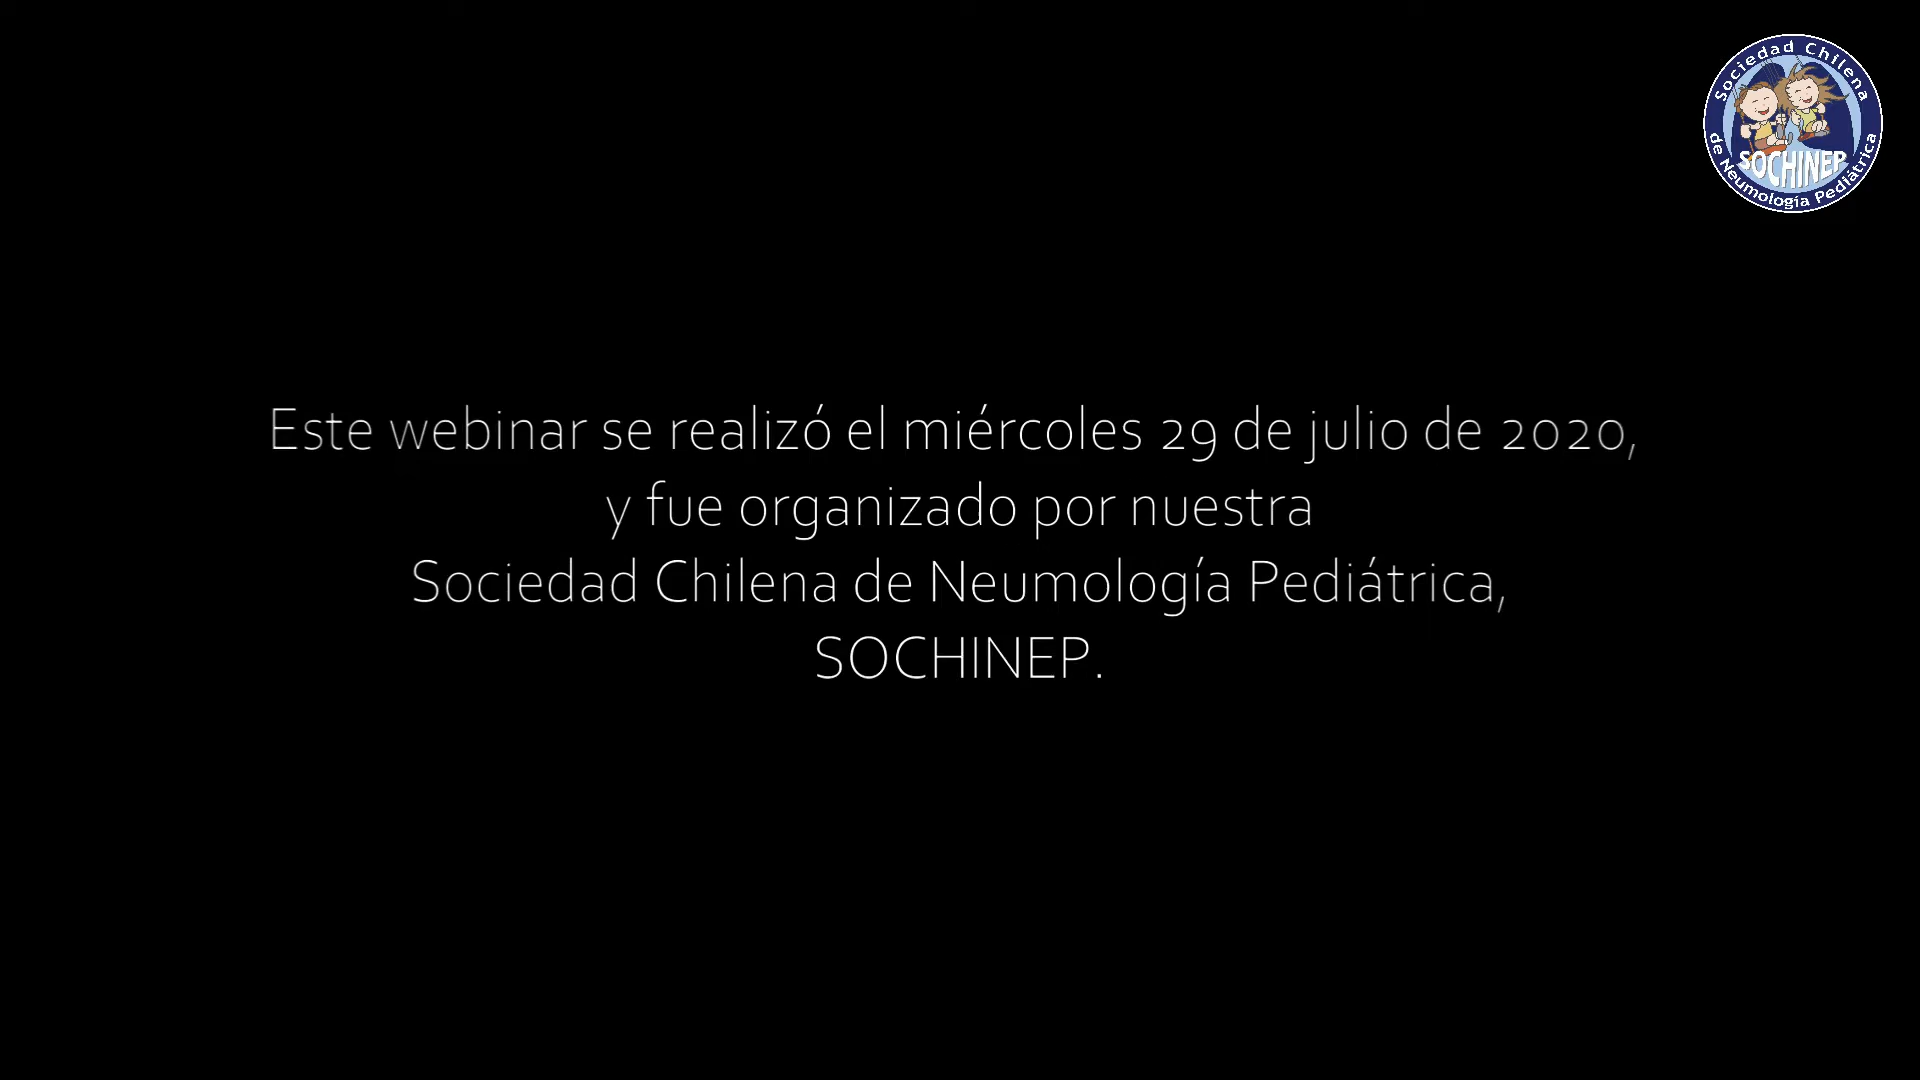 Sociedad Chilena
de Neumología Pediátrica
SOCHINEP
Este webinar se realizó el miércoles 29 de julio de 2020,
y fue organizado por nuestra
Sociedad Chilena de Neumología Pediátrica,
SOCHINEP.